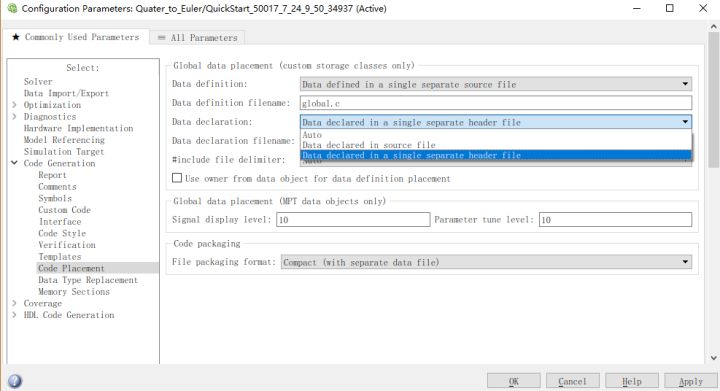 Configuration Parameters: Quater_to_Euler/QuickStart_50017_7_24_9_50_34937 (Active)
★ Commonly Used Parameters
≡ All Parameters
Select:
Solver
Data Import/Export
> Optimization
> Diagnostics
Hardware Implementation
Model Referencing
Simulation Target
Code Generation
Report
Comments
Symbols
Custom Code
Interface
Code Style
Verification
Templates
Code Placement
Data Type Replacement
Memory Sections
> Coverage
> HDL Code Generation
Global data placement (custom storage classes only)
Data definition: Data defined in a single separate source file
Data definition filename: global.c
Data declaration: Data declared in a single separate header file
Auto
Data declared in source file
Data declared in a single separate header file
Data declaration filename:
#include file delimiter: Auto
Use owner from data object for data definition placement
Global data placement (MPT data objects only)
Signal display level: 10 Parameter tune level: 10
Code packaging
File packaging format: Compact (with separate data file)
OK Cancel Help Apply